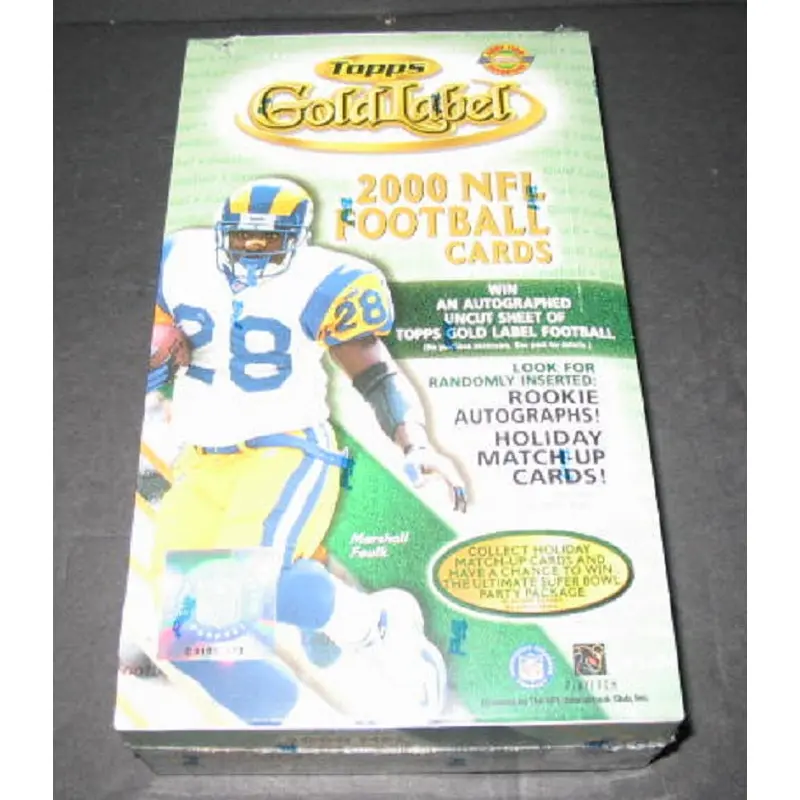 Topps
Gold Label
2000 NFL
FOOTBALL
CARDS
WIN
AN AUTOGRAPHED
UNCUT SHEET OF
TOPPS GOLD LABEL FOOTBALL
28
28
LOOK FOR
RANDOMLY INSERTED:
ROOKIE
AUTOGRAPHS!
HOLIDAY
MATCH-UP
CARDS!
Marshall
Faulk
COLLECT HOLIDAY
MATCH-UP CARDS AND
HAVE A CHANCE TO WIN
THE ULTIMATE SUPER BOWL
PARTY PACKAGE
PLAYERS